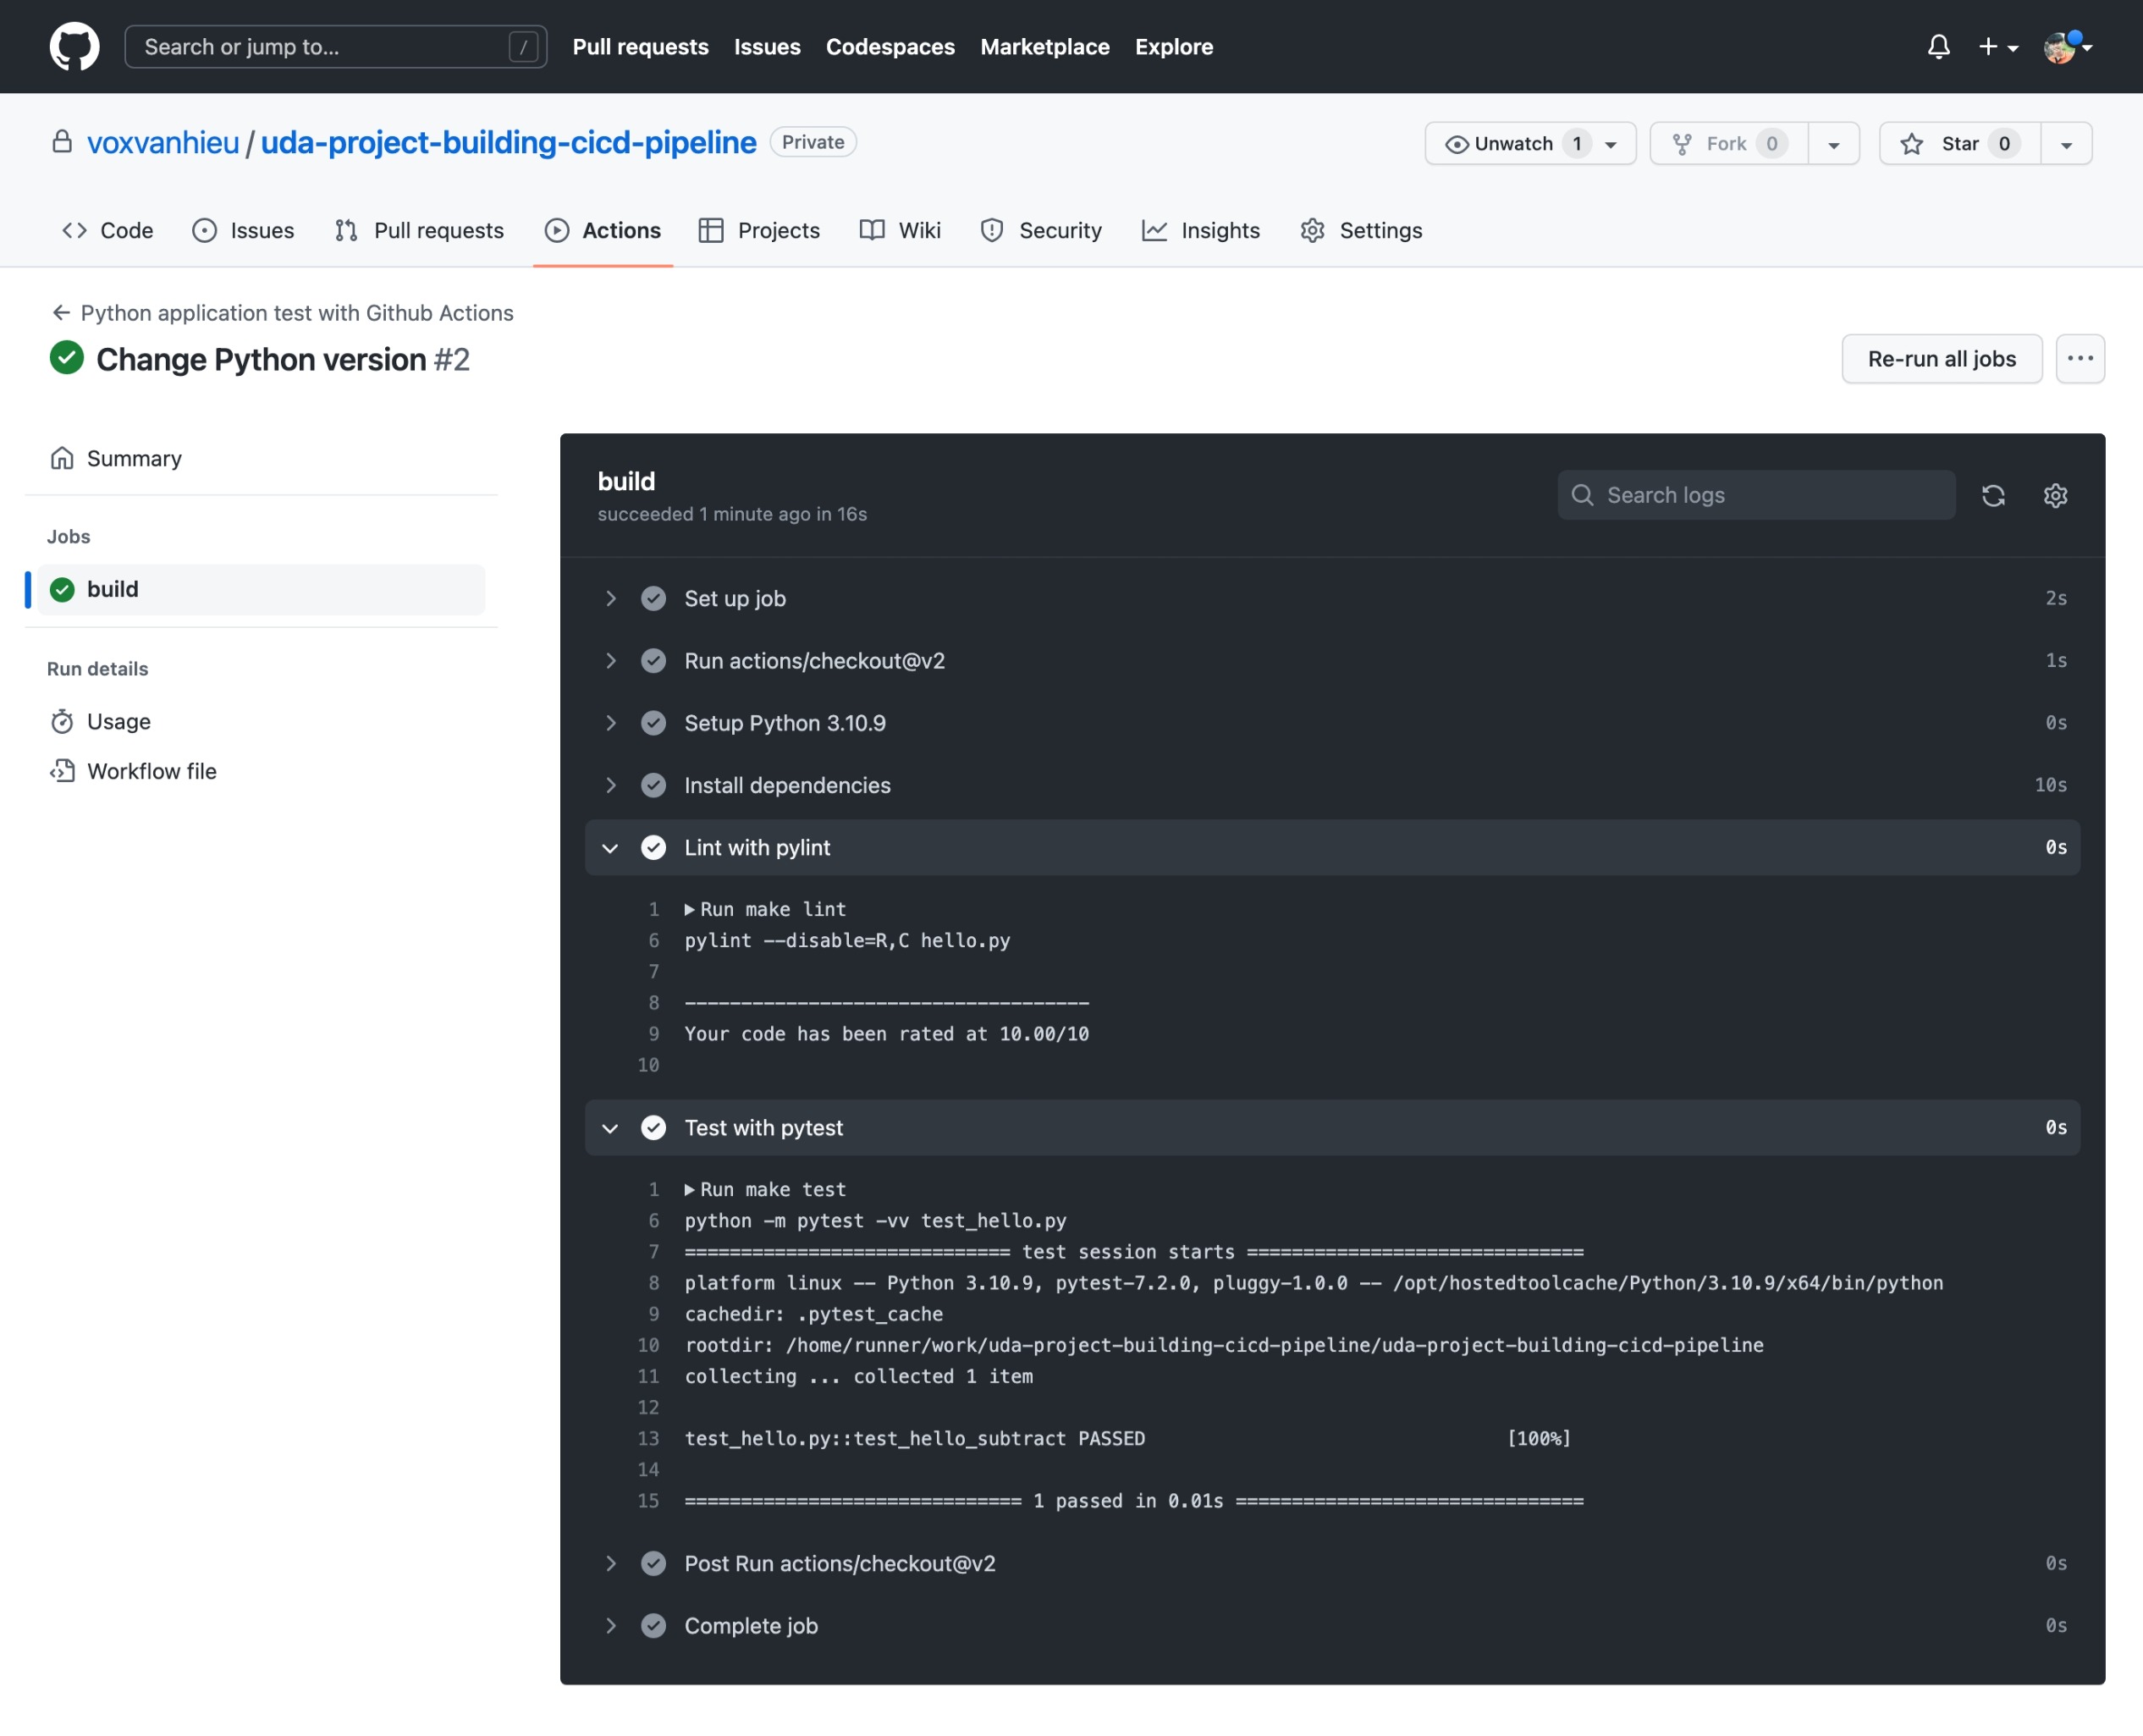 Search or jump to... /
Pull requests Issues Codespaces Marketplace Explore
voxvanhieu / uda-project-building-cicd-pipeline Private
Unwatch 1 Fork 0 Star 0
Code Issues Pull requests Actions Projects Wiki Security Insights Settings
← Python application test with Github Actions
Change Python version #2
Re-run all jobs ...
Summary
Jobs
build
Run details
Usage
Workflow file
build
succeeded 1 minute ago in 16s
Search logs
Set up job 2s
Run actions/checkout@v2 1s
Setup Python 3.10.9 0s
Install dependencies 10s
Lint with pylint 0s
1 ▶ Run make lint
6 pylint --disable=R,C hello.py
7
8 ------------------------------------
9 Your code has been rated at 10.00/10
10
Test with pytest 0s
1 ▶ Run make test
6 python -m pytest -vv test_hello.py
7 ============================= test session starts ==============================
8 platform linux -- Python 3.10.9, pytest-7.2.0, pluggy-1.0.0 -- /opt/hostedtoolcache/Python/3.10.9/x64/bin/python
9 cachedir: .pytest_cache
10 rootdir: /home/runner/work/uda-project-building-cicd-pipeline/uda-project-building-cicd-pipeline
11 collecting ... collected 1 item
12
13 test_hello.py::test_hello_subtract PASSED [100%]
14
15 ============================== 1 passed in 0.01s ===============================
Post Run actions/checkout@v2 0s
Complete job 0s